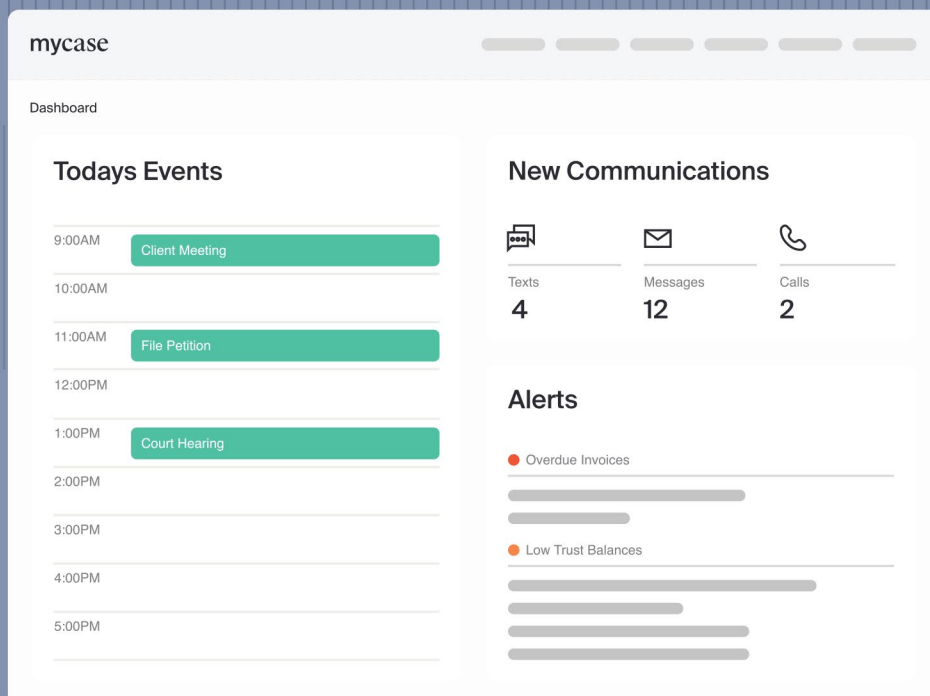 mycase
Dashboard
Todays Events
9:00AM
Client Meeting
10:00AM
11:00AM
File Petition
12:00PM
1:00PM
Court Hearing
2:00PM
3:00PM
4:00PM
5:00PM
New Communications
Texts
4
Messages
12
Calls
2
Alerts
Overdue Invoices
Low Trust Balances